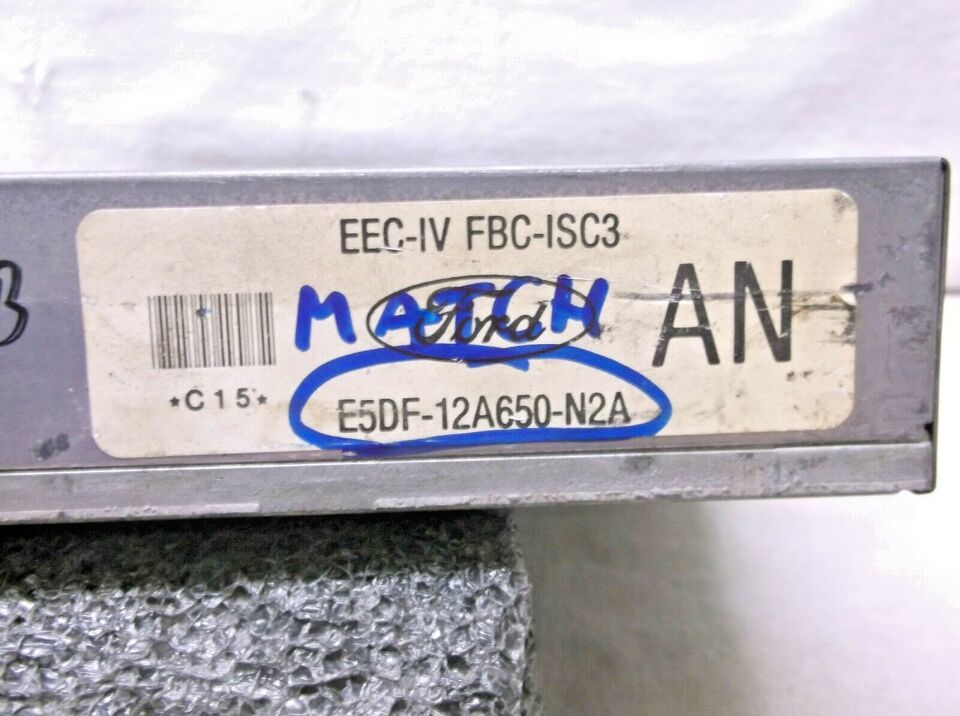 EEC-IV FBC-ISC3
MATCH
Ford
AN
*C15*
E5DF-12A650-N2A